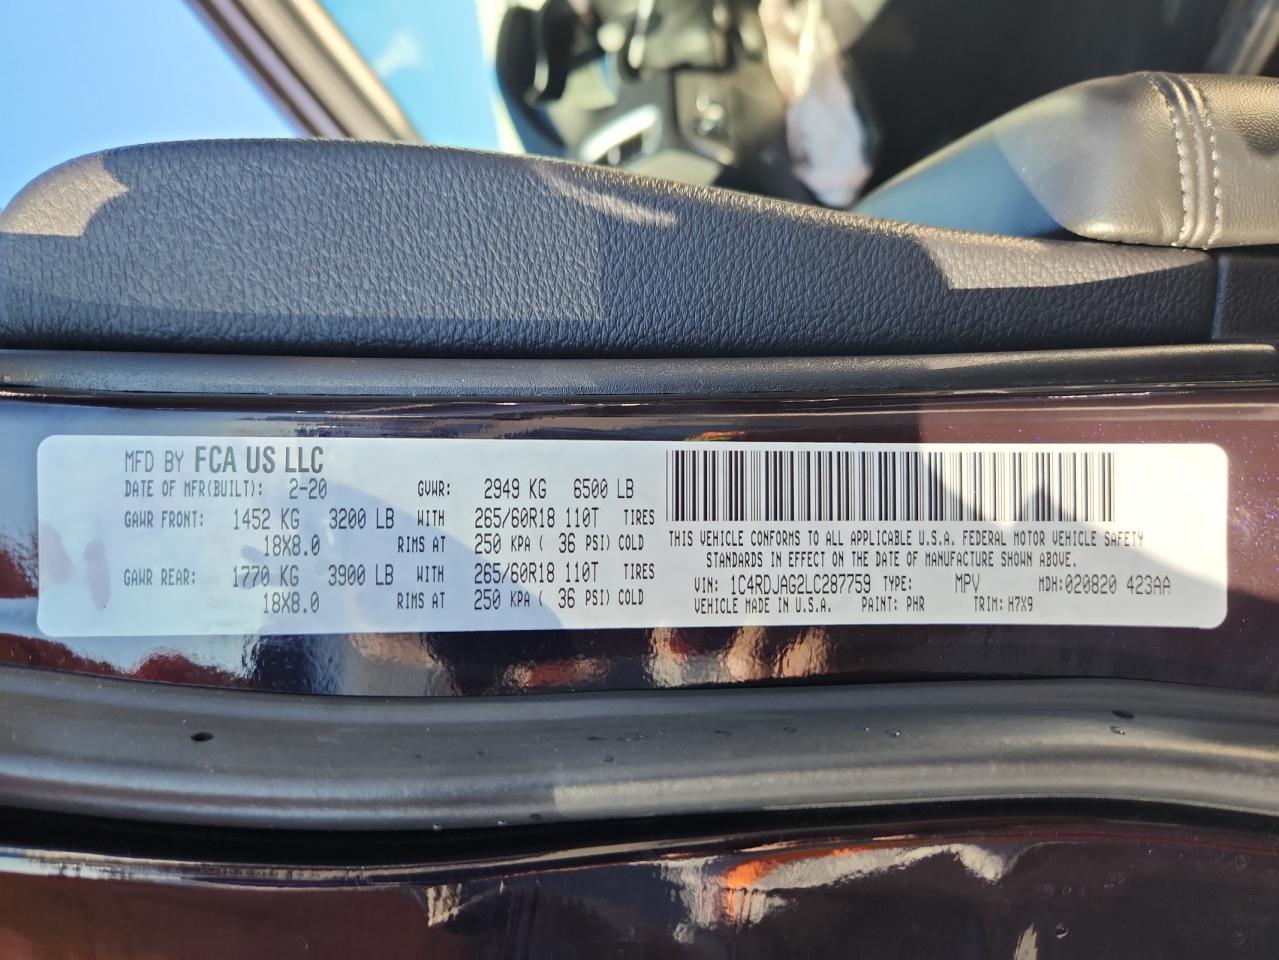 MFD BY FCA US LLC
DATE OF MFR(BUILT): 2-20 GVWR: 2949 KG 6500 LB
GAWR FRONT: 1452 KG 3200 LB WITH 265/60R18 110T TIRES
18X8.0 RIMS AT 250 KPA ( 36 PSI) COLD
GAWR REAR: 1770 KG 3900 LB WITH 265/60R18 110T TIRES
18X8.0 RIMS AT 250 KPA ( 36 PSI) COLD
THIS VEHICLE CONFORMS TO ALL APPLICABLE U.S.A. FEDERAL MOTOR VEHICLE SAFETY
STANDARDS IN EFFECT ON THE DATE OF MANUFACTURE SHOWN ABOVE.
VIN: 1C4RDJAG2LC287759 TYPE: MPV MDH:020820 423AA
VEHICLE MADE IN U.S.A. PAINT: PHR TRIM: H7X9